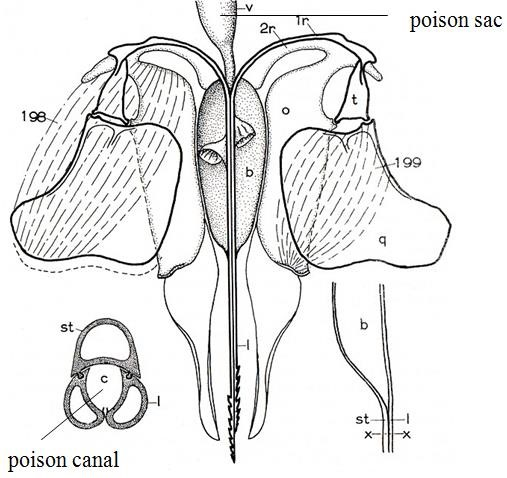 v
poison sac
2r
1r
198
t
o
199
b
q
b
st
c
l
l
st
l
x
x
poison canal